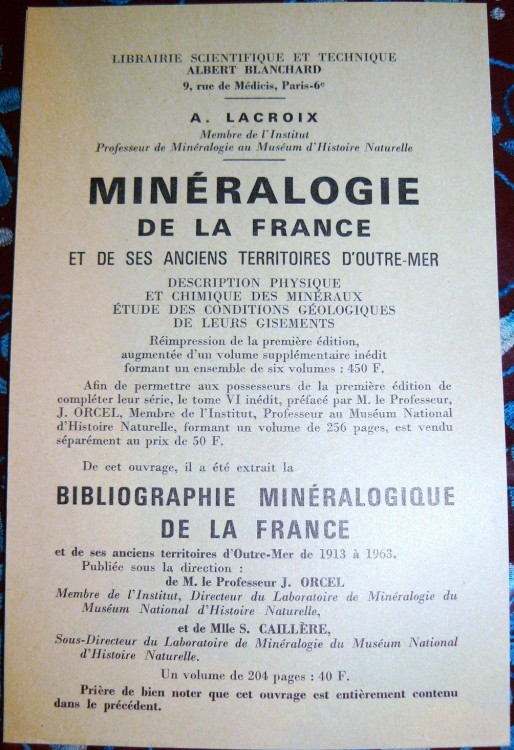 LIBRAIRIE SCIENTIFIQUE ET TECHNIQUE
ALBERT BLANCHARD
9, rue de Médicis, Paris-6e
A. LACROIX
Membre de l'Institut
Professeur de Minéralogie au Muséum d'Histoire Naturelle
MINÉRALOGIE
DE LA FRANCE
ET DE SES ANCIENS TERRITOIRES D'OUTRE-MER
DESCRIPTION PHYSIQUE
ET CHIMIQUE DES MINÉRAUX
ÉTUDE DES CONDITIONS GÉOLOGIQUES
DE LEURS GISEMENTS
Réimpression de la première édition,
augmentée d'un volume supplémentaire inédit
formant un ensemble de six volumes : 450 F.
Afin de permettre aux possesseurs de la première édition de
compléter leur série, le tome VI inédit, préfacé par M. le Professeur,
J. ORCEL, Membre de l'Institut, Professeur au Muséum National
d'Histoire Naturelle, formant un volume de 256 pages, est vendu
séparément au prix de 50 F.
De cet ouvrage, il a été extrait la
BIBLIOGRAPHIE MINÉRALOGIQUE
DE LA FRANCE
et de ses anciens territoires d'Outre-Mer de 1913 à 1963.
Publiée sous la direction :
de M. le Professeur J. ORCEL
Membre de l'Institut, Directeur du Laboratoire de Minéralogie du
Muséum National d'Histoire Naturelle,
et de Mlle S. CAILLÈRE,
Sous-Directeur du Laboratoire de Minéralogie du Muséum National
d'Histoire Naturelle.
Un volume de 204 pages : 40 F.
Prière de bien noter que cet ouvrage est entièrement contenu
dans le précédent.